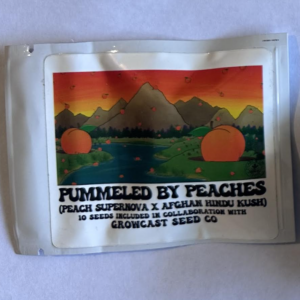 PUMMELED BY PEACHES
(PEACH SUPERNOVA X AFGHAN HINDU KUSH)
10 SEEDS INCLUDED IN COLLABORATION WITH
GROWCAST SEED CO